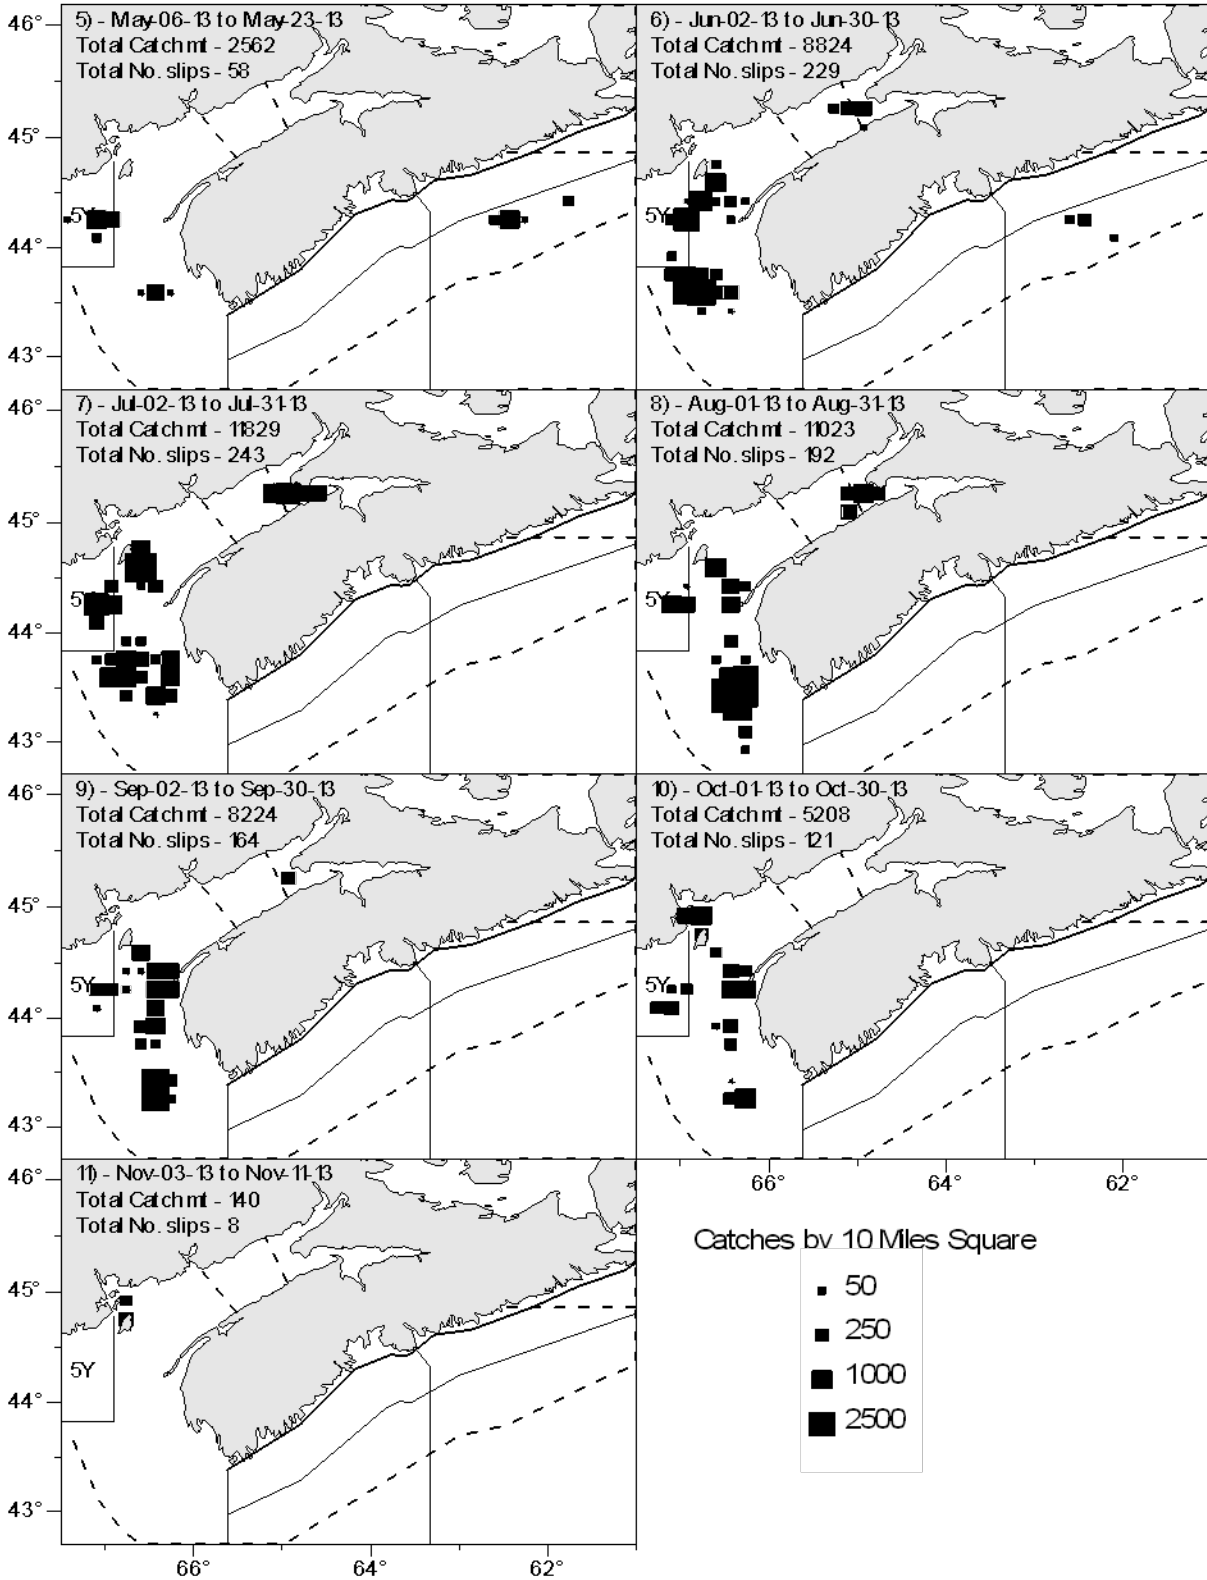 5) - May-06-13 to May-23-13
Total Catch mt - 2562
Total No. slips - 58
6) - Jun-02-13 to Jun-30-13
Total Catch mt - 8824
Total No. slips - 229
46°
45°
5Y
5Y
44°
43°
7) - Jul-02-13 to Jul-31-13
Total Catch mt - 11829
Total No. slips - 243
8) - Aug-01-13 to Aug-31-13
Total Catch mt - 11023
Total No. slips - 192
46°
45°
5Y
5Y
44°
43°
9) - Sep-02-13 to Sep-30-13
Total Catch mt - 8224
Total No. slips - 164
10) - Oct-01-13 to Oct-30-13
Total Catch mt - 5208
Total No. slips - 121
46°
45°
5Y
5Y
44°
43°
11) - Nov-03-13 to Nov-11-13
Total Catch mt - 140
Total No. slips - 8
46°
45°
5Y
44°
43°
66° 64° 62°
66° 64° 62°
Catches by 10 Miles Square
50
250
1000
2500